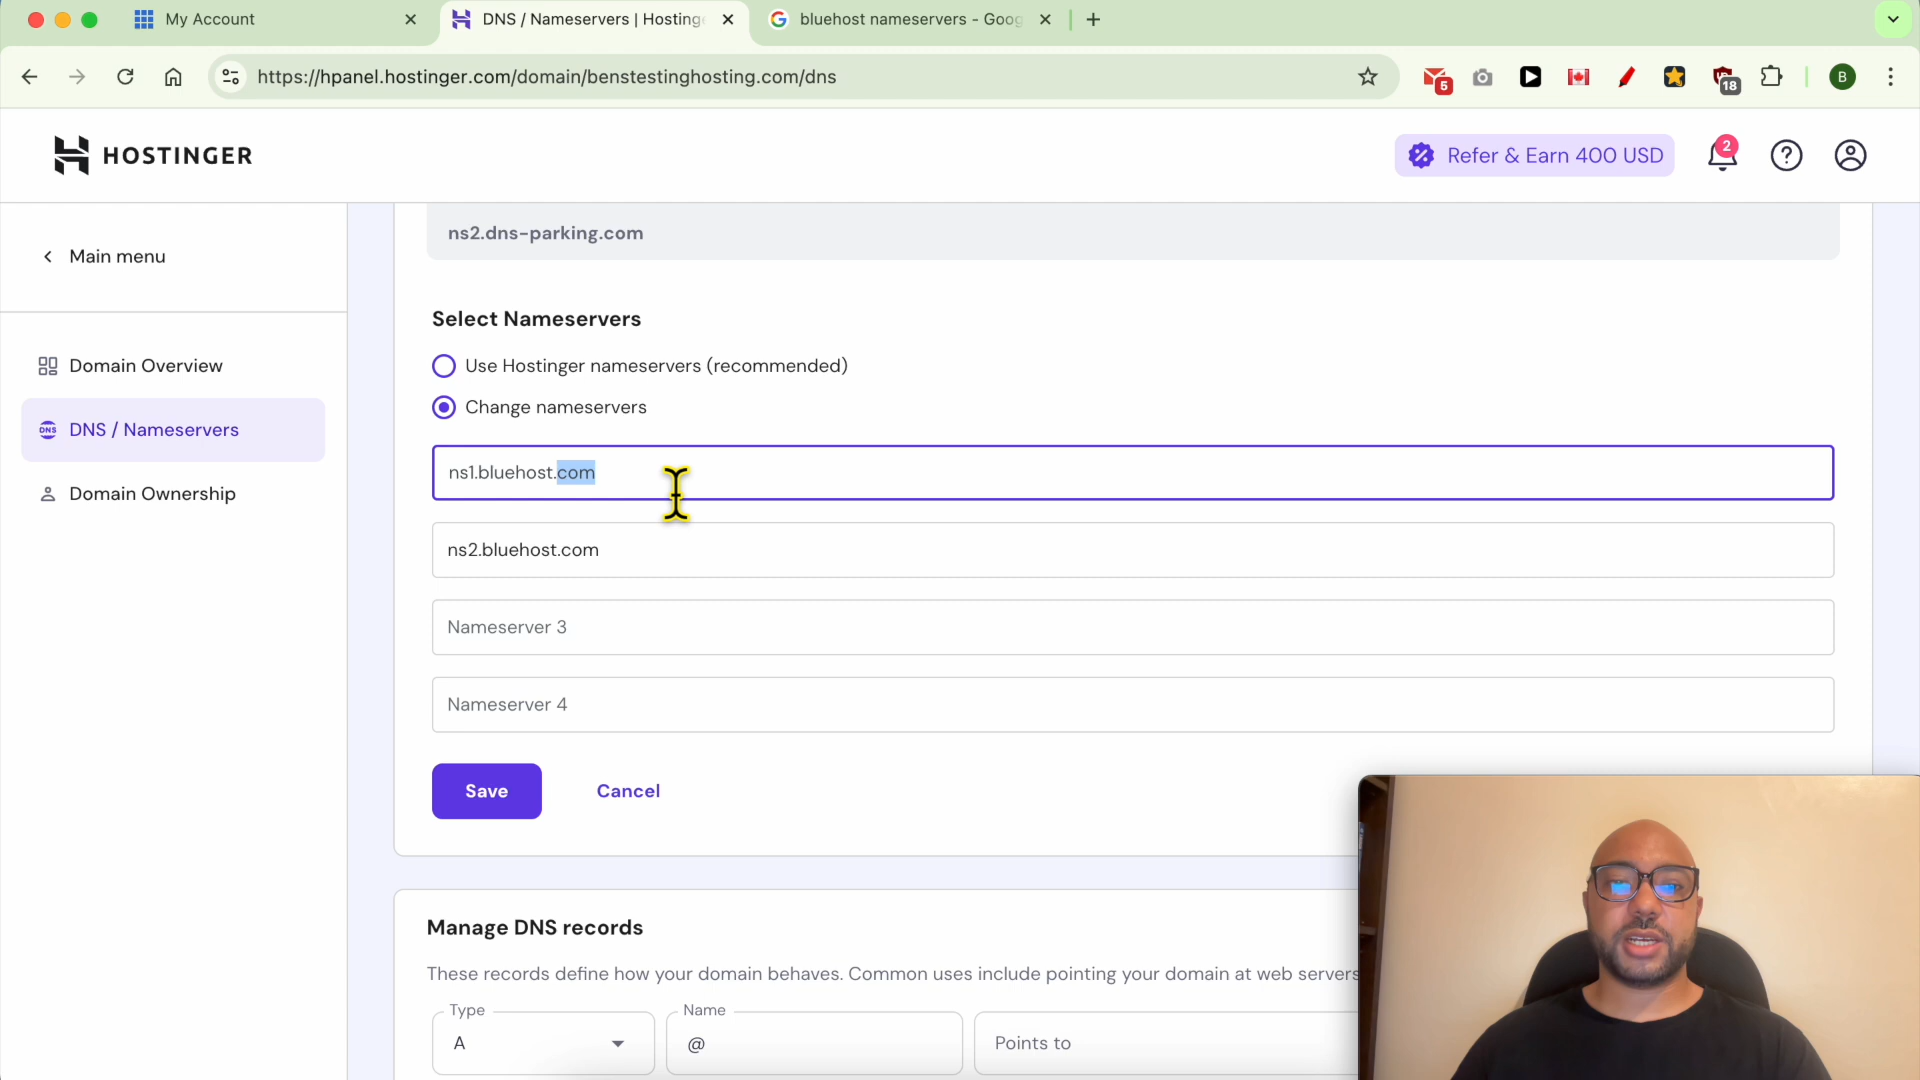 My Account
DNS / Nameservers | Hosting
bluehost nameservers - Goog
https://hpanel.hostinger.com/domain/benstestinghosting.com/dns
5
18
B
HOSTINGER
Refer & Earn 400 USD
2
Main menu
ns2.dns-parking.com
Select Nameservers
Use Hostinger nameservers (recommended)
Domain Overview
Change nameservers
DNS / Nameservers
ns1.bluehost.com
Domain Ownership
ns2.bluehost.com
Nameserver 3
Nameserver 4
Save
Cancel
Manage DNS records
These records define how your domain behaves. Common uses include pointing your domain at web servers
Type
Name
A
@
Points to